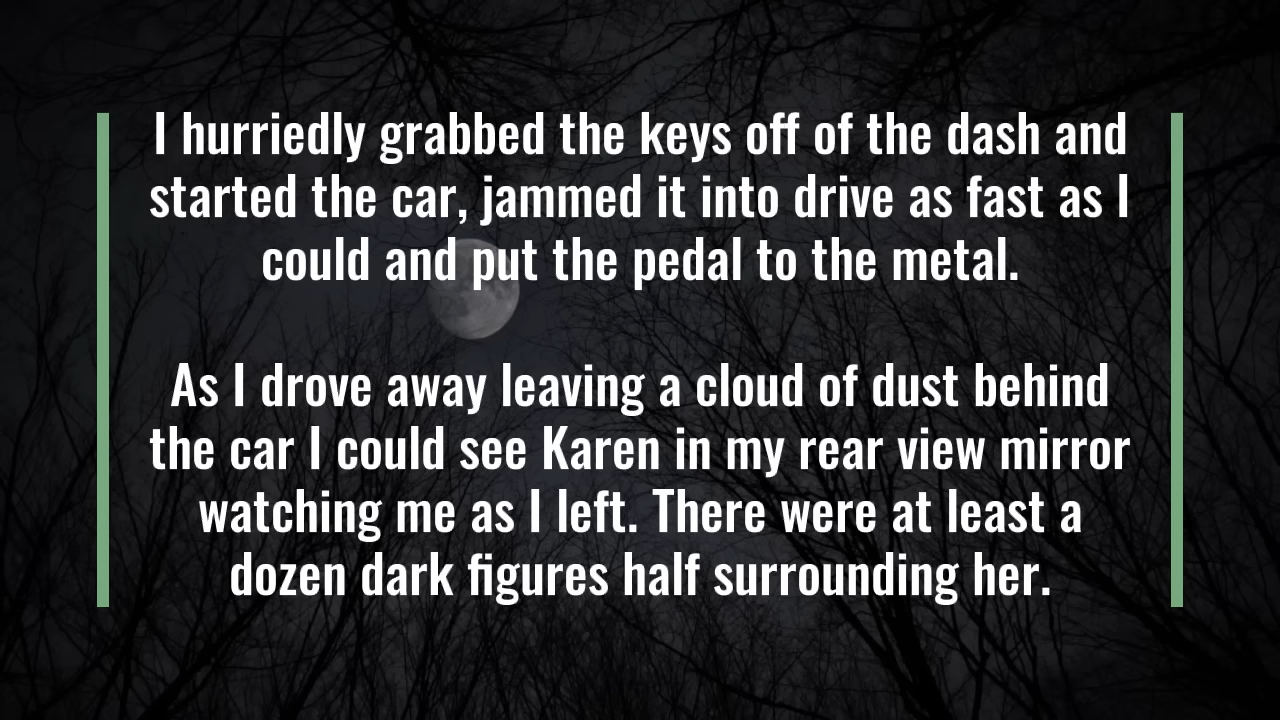 I hurriedly grabbed the keys off of the dash and
started the car, jammed it into drive as fast as I
could and put the pedal to the metal.
As I drove away leaving a cloud of dust behind
the car I could see Karen in my rear view mirror
watching me as I left. There were at least a
dozen dark figures half surrounding her.